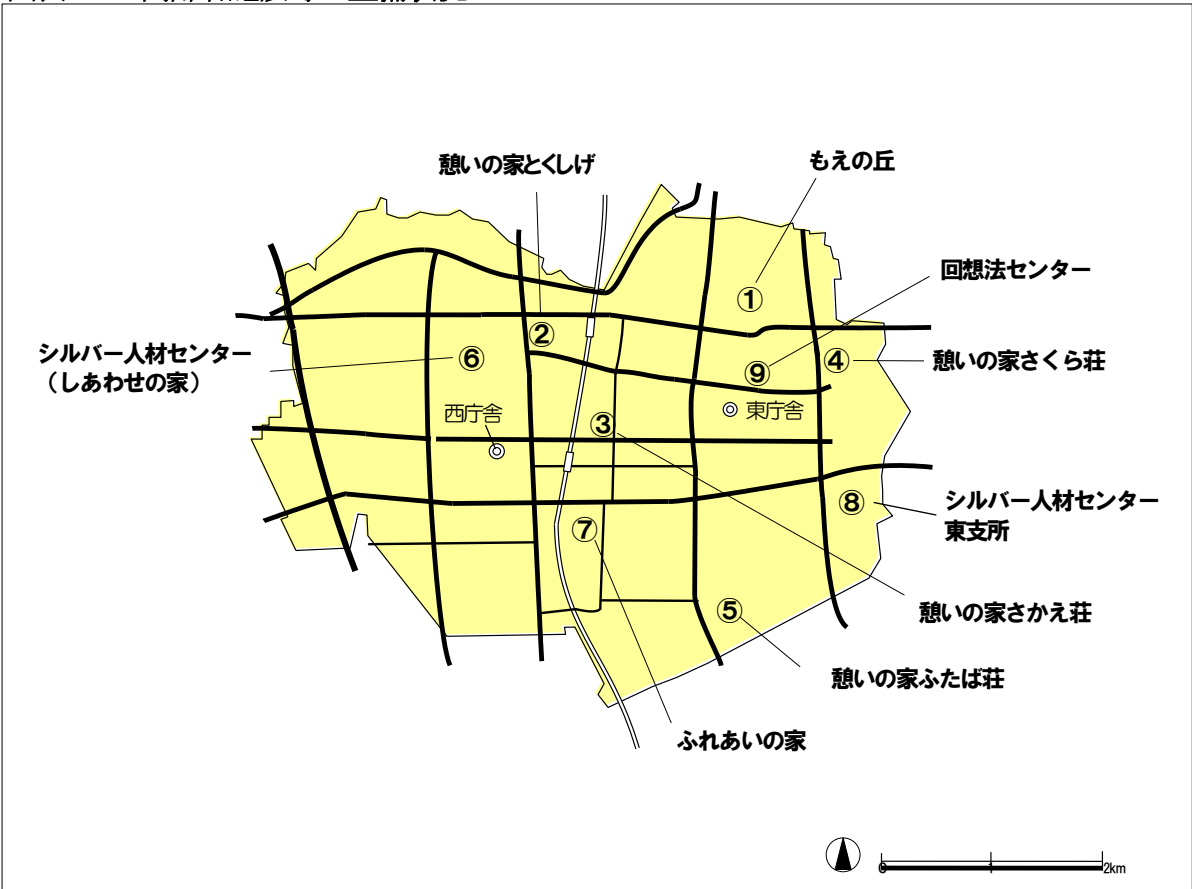 憩いの家とくしげ
もえの丘
回想法センター
①
②
シルバー人材センター
（しあわせの家）
⑥
⑨
④
憩いの家さくら荘
西庁舎
③
東庁舎
⑧
シルバー人材センター
東支所
⑦
憩いの家さかえ荘
⑤
憩いの家ふたば荘
ふれあいの家
0
1
2km